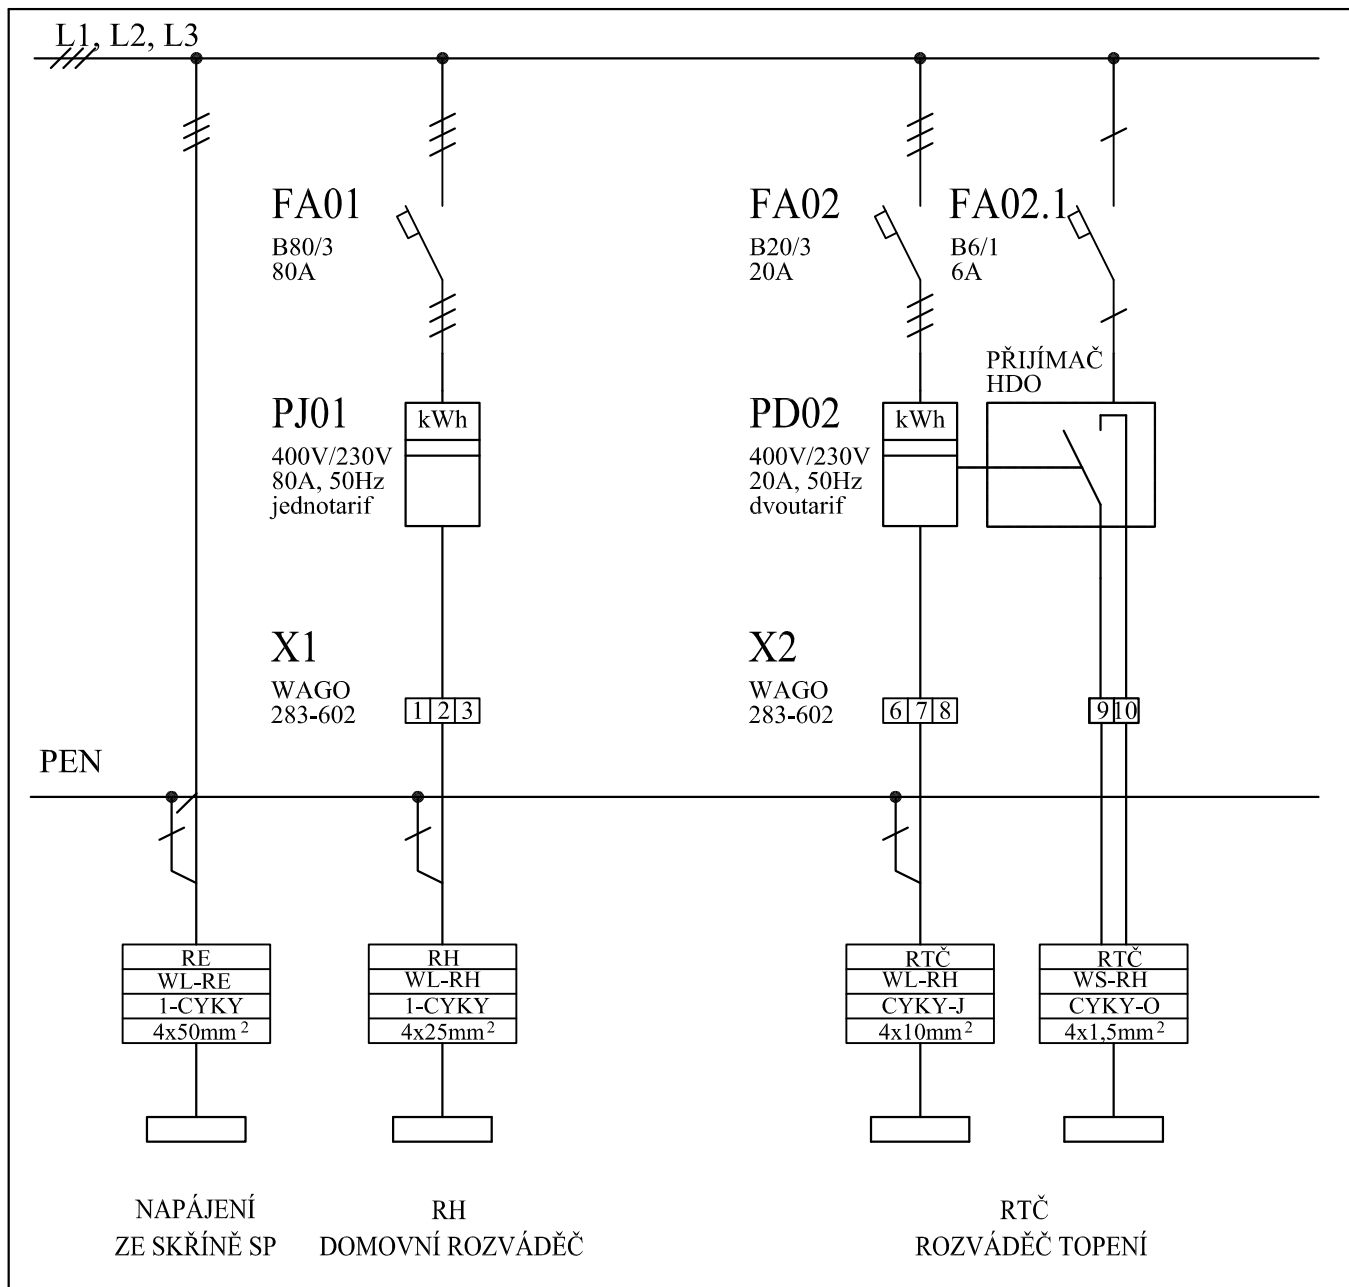 L1, L2, L3
FA01
B80/3
80A
FA02
B20/3
20A
FA02.1
B6/1
6A
PŘIJÍMAČ
HDO
PJ01
400V/230V
80A, 50Hz
jednotarif
kWh
PD02
400V/230V
20A, 50Hz
dvoutarif
kWh
X1
WAGO
283-602
1 2 3
X2
WAGO
283-602
6 7 8
9 10
PEN
RE
WL-RE
1-CYKY
4x50mm²
RH
WL-RH
1-CYKY
4x25mm²
RTČ
WL-RH
CYKY-J
4x10mm²
RTČ
WS-RH
CYKY-O
4x1,5mm²
NAPÁJENÍ
ZE SKŘÍNĚ SP
RH
DOMOVNÍ ROZVÁDĚČ
RTČ
ROZVÁDĚČ TOPENÍ